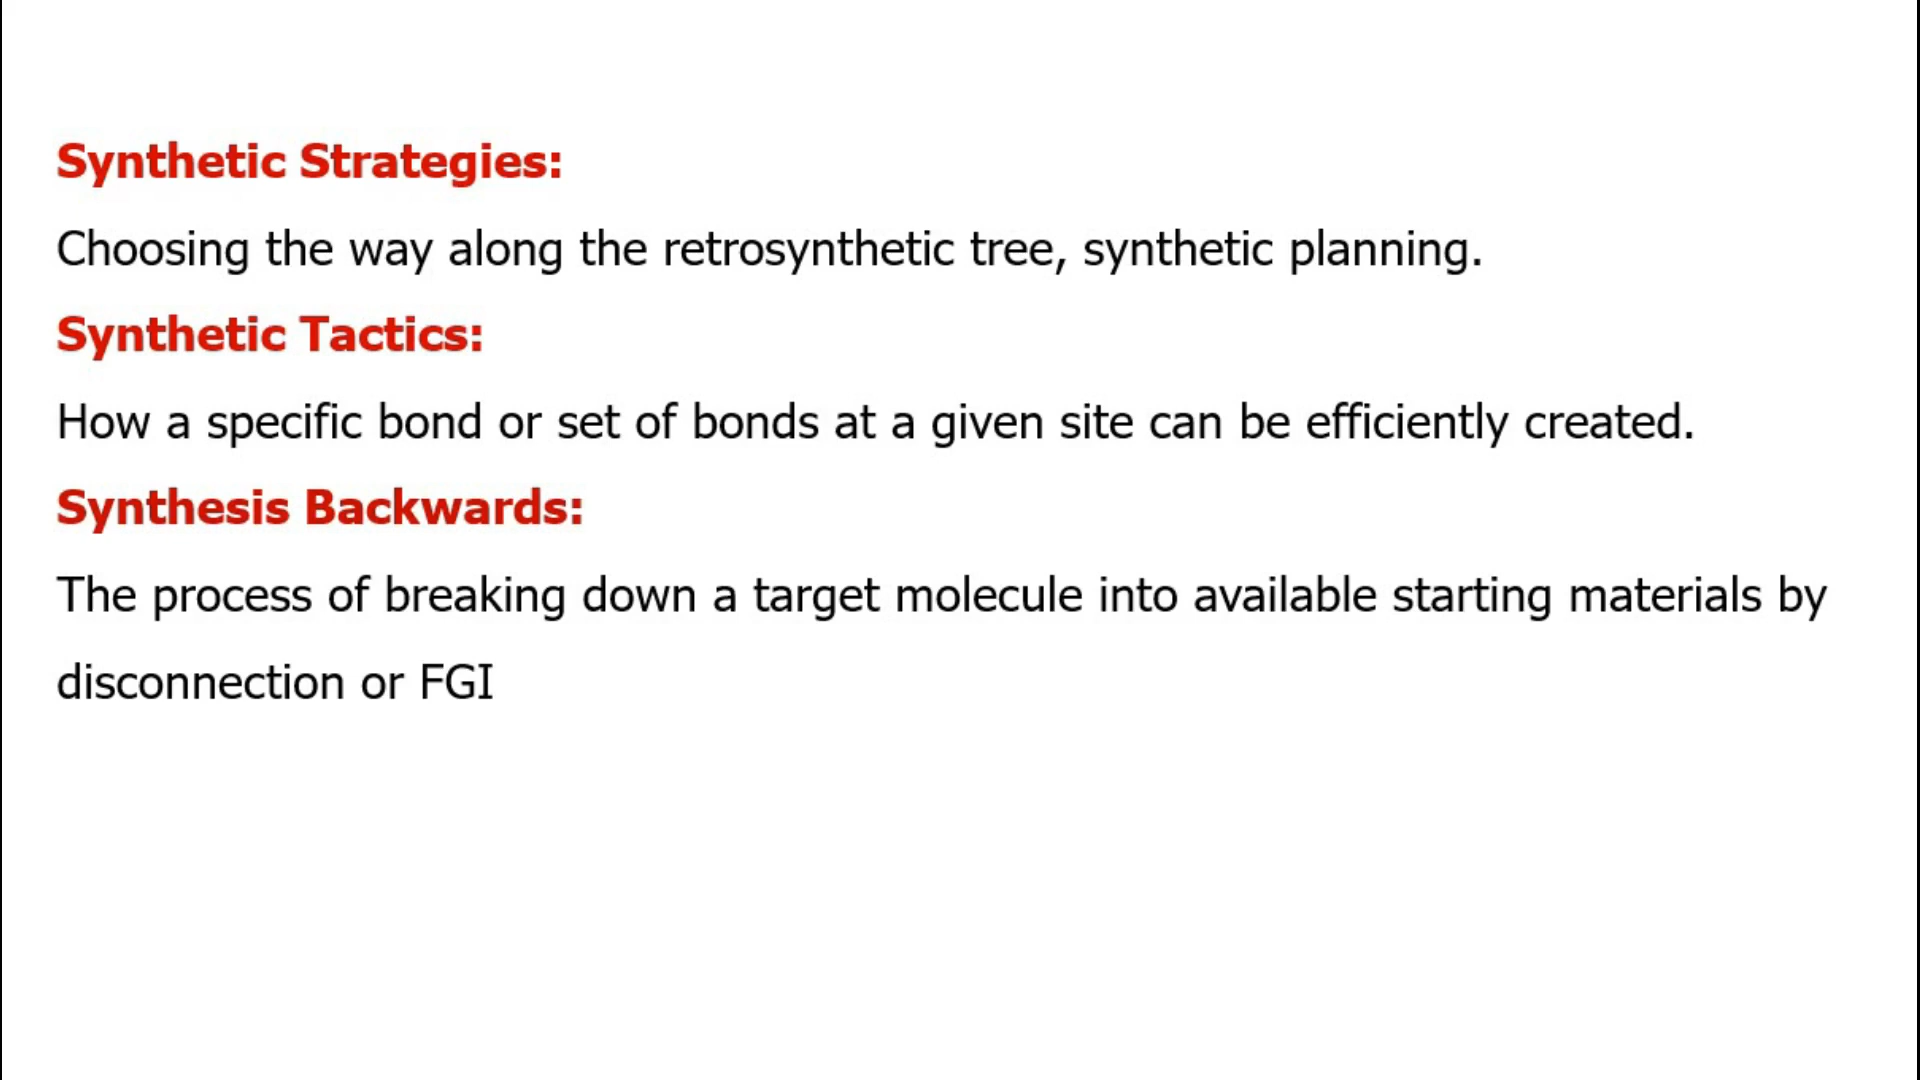 Synthetic Strategies:
Choosing the way along the retrosynthetic tree, synthetic planning.
Synthetic Tactics:
How a specific bond or set of bonds at a given site can be efficiently created.
Synthesis Backwards:
The process of breaking down a target molecule into available starting materials by
disconnection or FGI